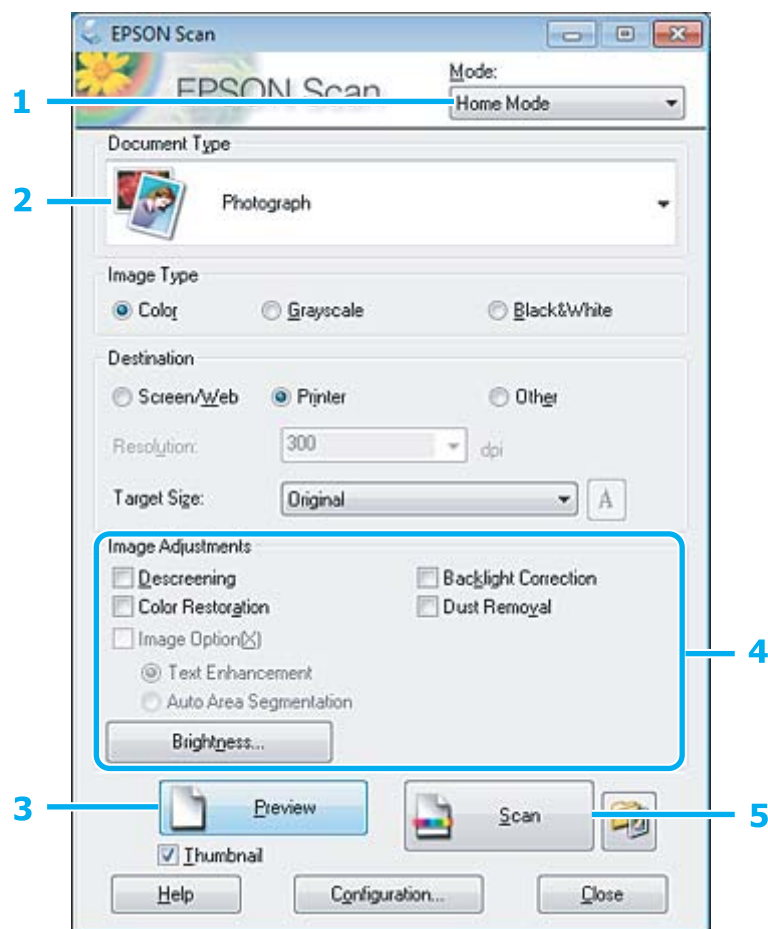 EPSON Scan
EPSON Scan
Mode:
1
Home Mode
Document Type
2
Photograph
Image Type
Color
Grayscale
Black&White
Destination
Screen/Web
Printer
Other
Resolution:
300
dpi
Target Size:
Original
A
Image Adjustments
Descreening
Backlight Correction
Color Restoration
Dust Removal
Image Option(X)
4
Text Enhancement
Auto Area Segmentation
Brightness...
3
Preview
Scan
5
Thumbnail
Help
Configuration...
Close